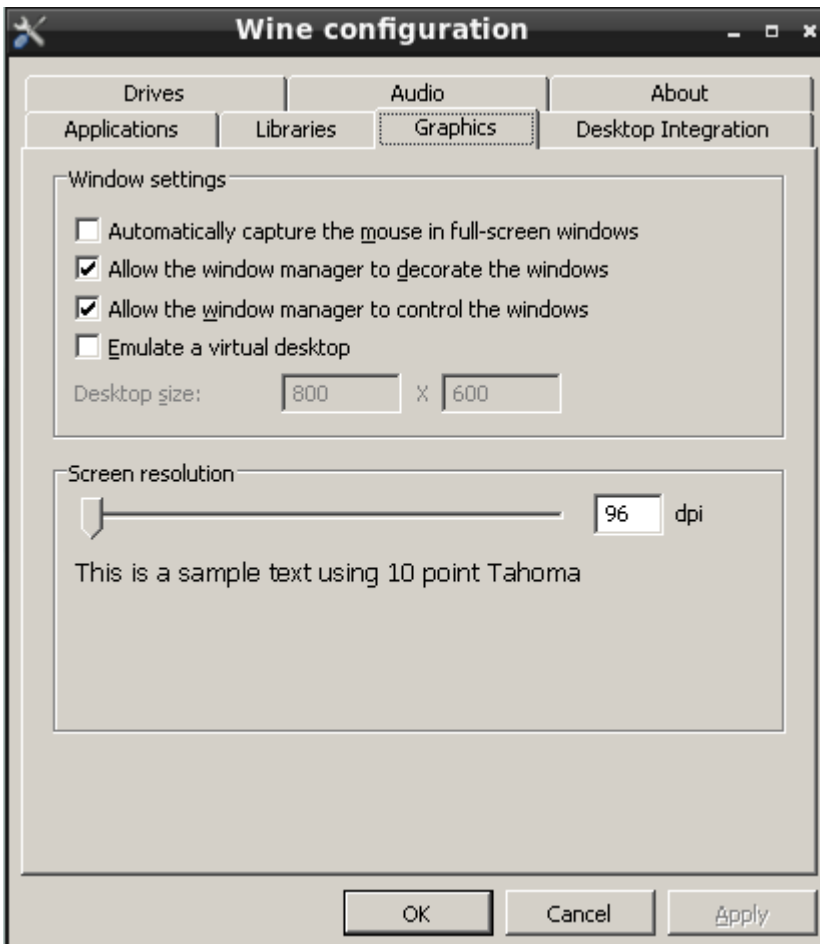 Wine configuration
Drives Audio About
Applications Libraries Graphics Desktop Integration
Window settings
Automatically capture the mouse in full-screen windows
Allow the window manager to decorate the windows
Allow the window manager to control the windows
Emulate a virtual desktop
Desktop size: 800 X 600
Screen resolution
96 dpi
This is a sample text using 10 point Tahoma
OK Cancel Apply